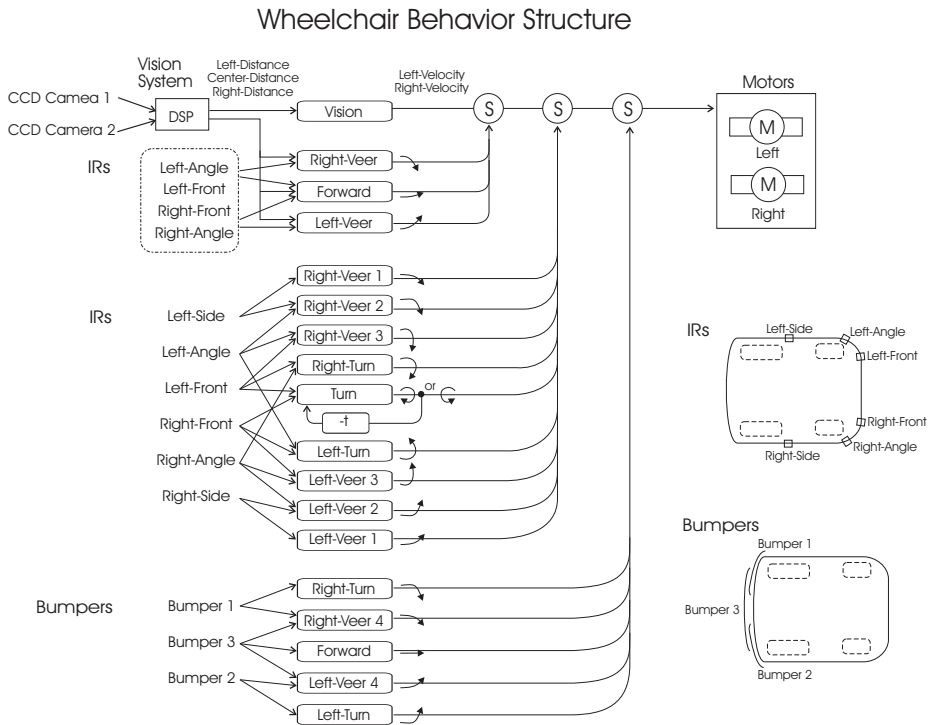 Wheelchair Behavior Structure
Vision
System
Left-Distance
Center-Distance
Right-Distance
Left-Velocity
Right-Velocity
Motors
CCD Camea 1
CCD Camera 2
DSP
Vision
S
S
S
M
Left
M
Right
IRs
Left-Angle
Left-Front
Right-Front
Right-Angle
Right-Veer
Forward
Left-Veer
IRs
Left-Side
Left-Angle
Left-Front
Right-Front
Right-Angle
Right-Side
Right-Veer 1
Right-Veer 2
Right-Veer 3
Right-Turn
Turn
or
-t
Left-Turn
Left-Veer 3
Left-Veer 2
Left-Veer 1
IRs
Left-Side
Left-Angle
Left-Front
Right-Front
Right-Angle
Right-Side
Bumpers
Bumper 1
Bumper 3
Bumper 2
Right-Turn
Right-Veer 4
Forward
Left-Veer 4
Left-Turn
Bumpers
Bumper 1
Bumper 3
Bumper 2